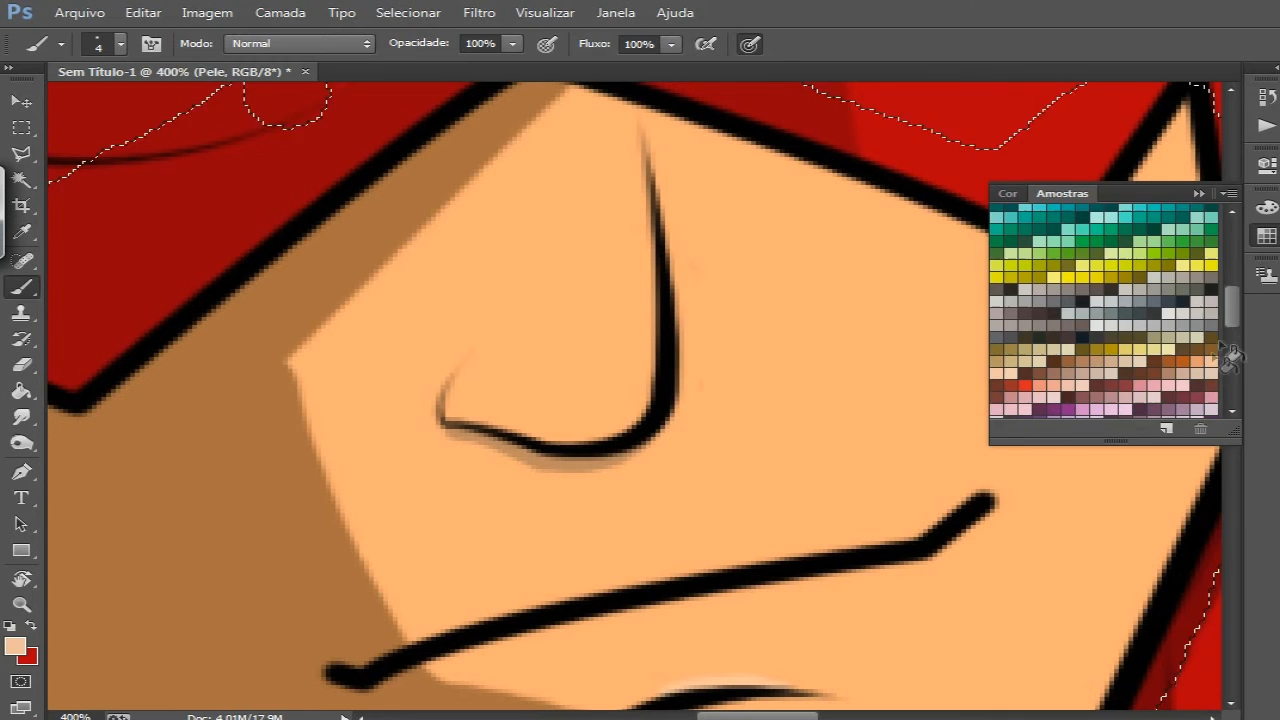 Ps Arquivo Editar Imagem Camada Tipo Selecionar Filtro Visualizar Janela Ajuda
4 Modo: Normal Opacidade: 100% Fluxo: 100%
Sem Título-1 @ 400% (Pele, RGB/8*) * ×
Cor Amostras
T
400% Doc: 4,01M/17,9M